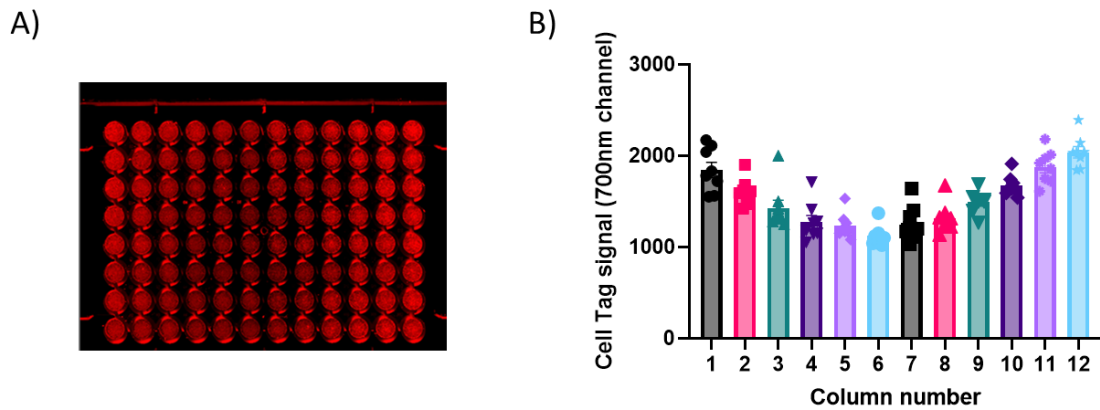 A)
B)
Cell Tag signal (700nm channel)
3000
2000
1000
0
1 2 3 4 5 6 7 8 9 10 11 12
Column number